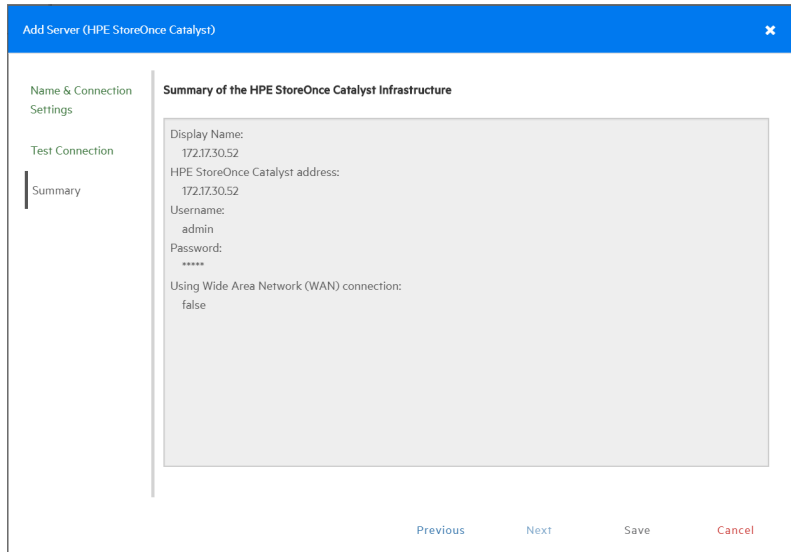 Add Server (HPE StoreOnce Catalyst)
Name & Connection
Settings
Test Connection
Summary
Summary of the HPE StoreOnce Catalyst Infrastructure
Display Name:
172.17.30.52
HPE StoreOnce Catalyst address:
172.17.30.52
Username:
admin
Password:
*****
Using Wide Area Network (WAN) connection:
false
Previous
Next
Save
Cancel